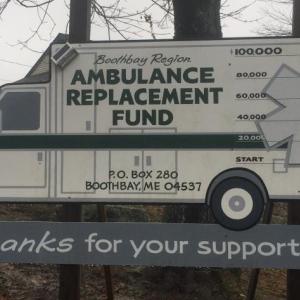 Boothbay Region
AMBULANCE
REPLACEMENT
FUND
P.O. BOX 280
BOOTHBAY, ME 04537
$100,000
80,000
60,000
40,000
20,000
START
anks for your support